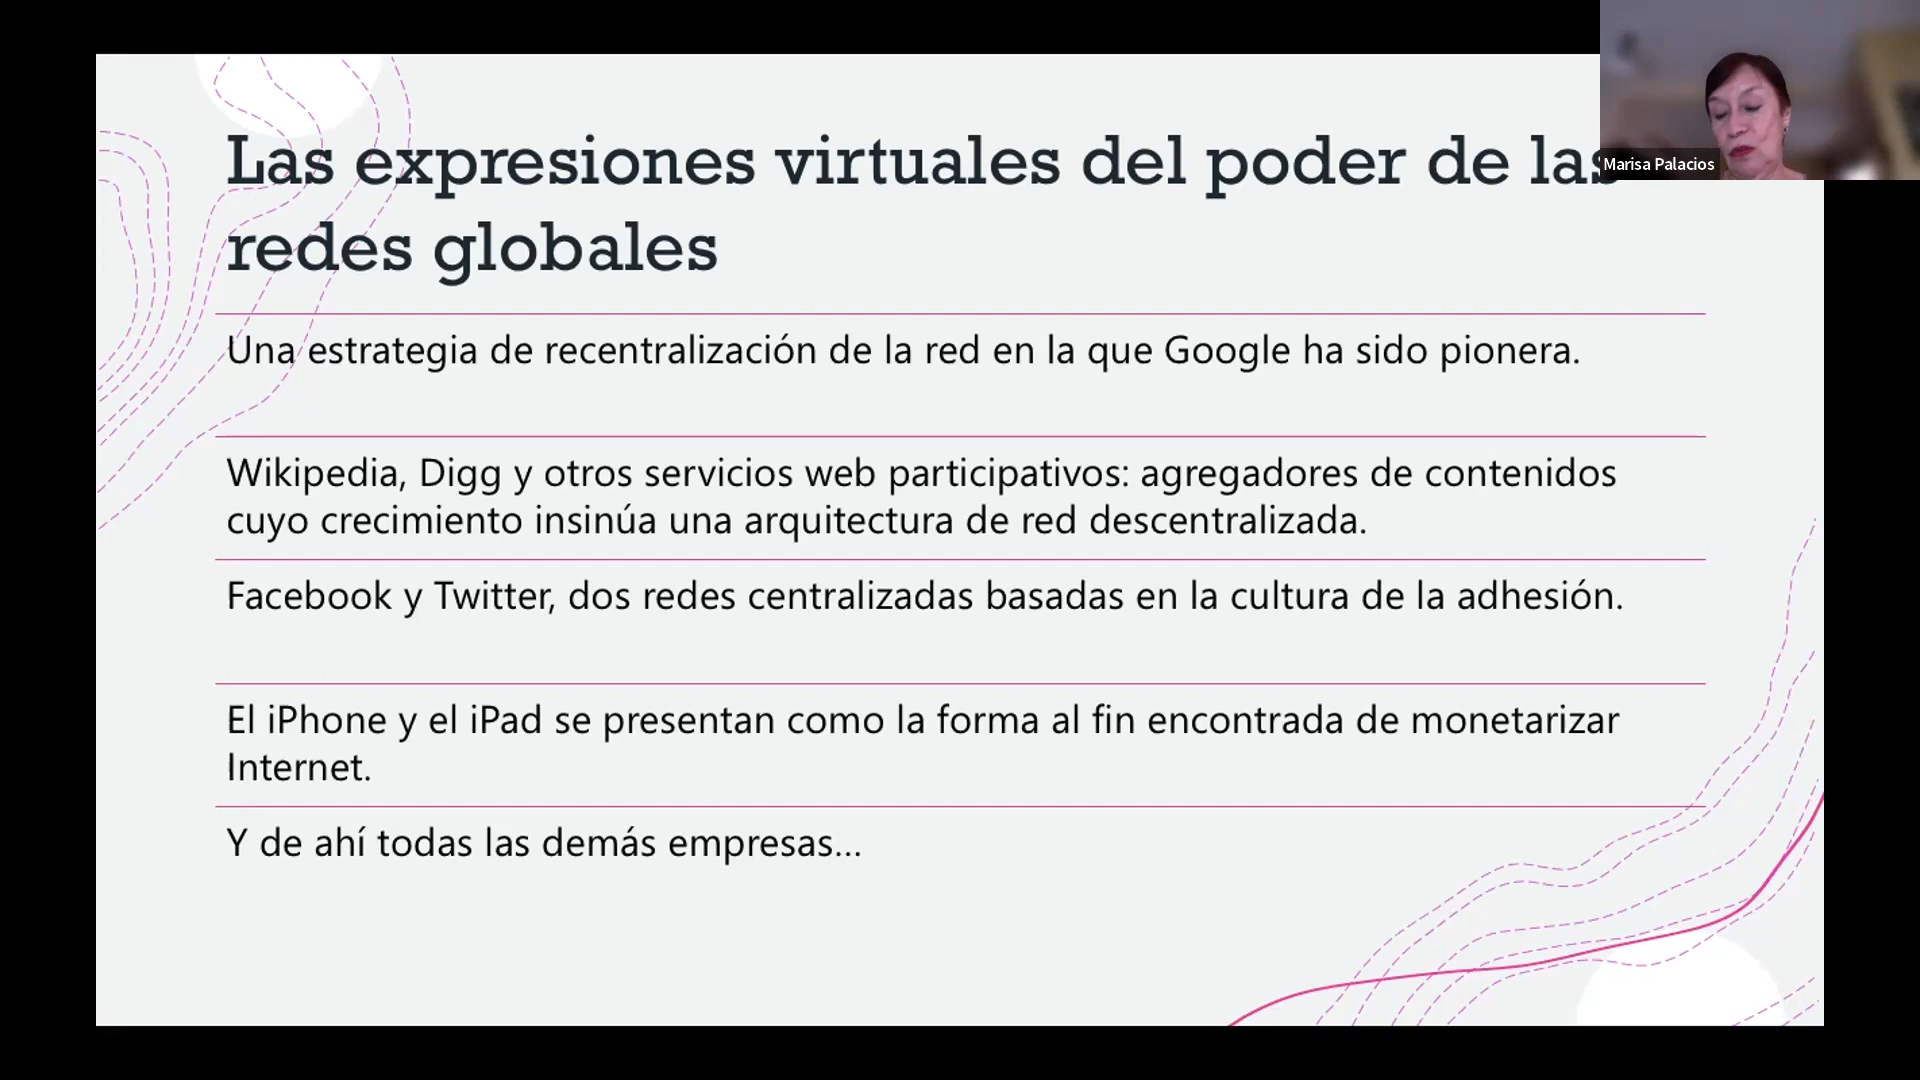 Las expresiones virtuales del poder de las
redes globales
Marisa Palacios
Una estrategia de recentralización de la red en la que Google ha sido pionera.
Wikipedia, Digg y otros servicios web participativos: agregadores de contenidos
cuyo crecimiento insinúa una arquitectura de red descentralizada.
Facebook y Twitter, dos redes centralizadas basadas en la cultura de la adhesión.
El iPhone y el iPad se presentan como la forma al fin encontrada de monetarizar
Internet.
Y de ahí todas las demás empresas...